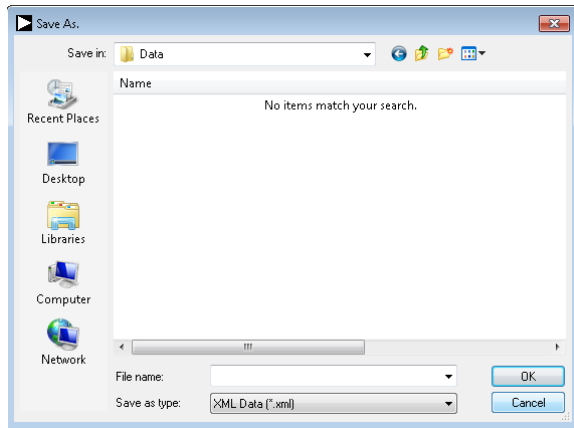 Save As.
Save in: Data
Name
No items match your search.
Recent Places
Desktop
Libraries
Computer
Network
File name: OK
Save as type: XML Data (*.xml) Cancel